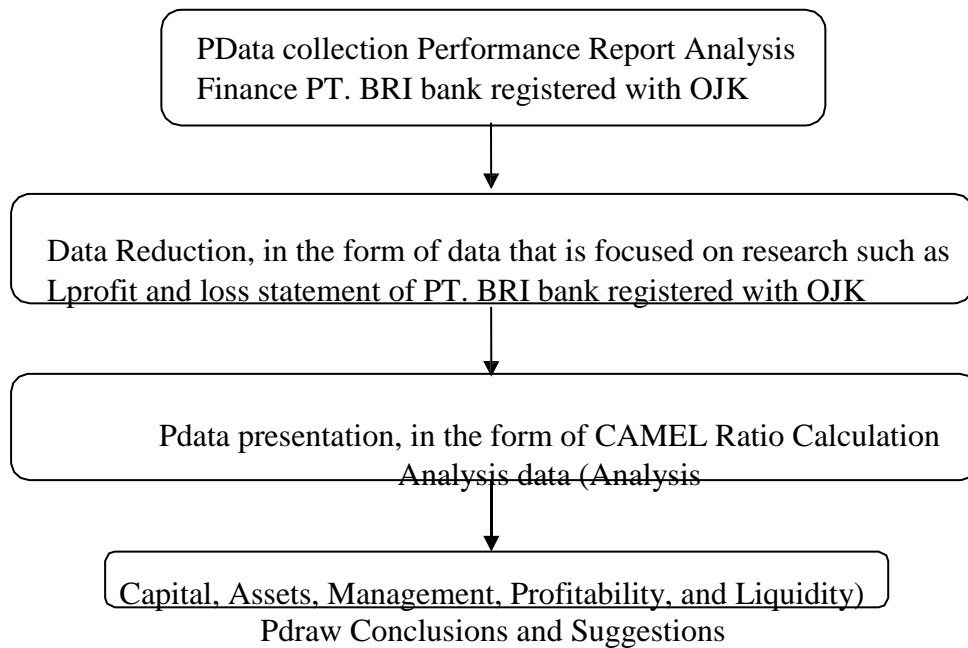 PData collection Performance Report Analysis
Finance PT. BRI bank registered with OJK
Data Reduction, in the form of data that is focused on research such as
Lprofit and loss statement of PT. BRI bank registered with OJK
Pdata presentation, in the form of CAMEL Ratio Calculation
Analysis data (Analysis
Capital, Assets, Management, Profitability, and Liquidity)
Pdraw Conclusions and Suggestions